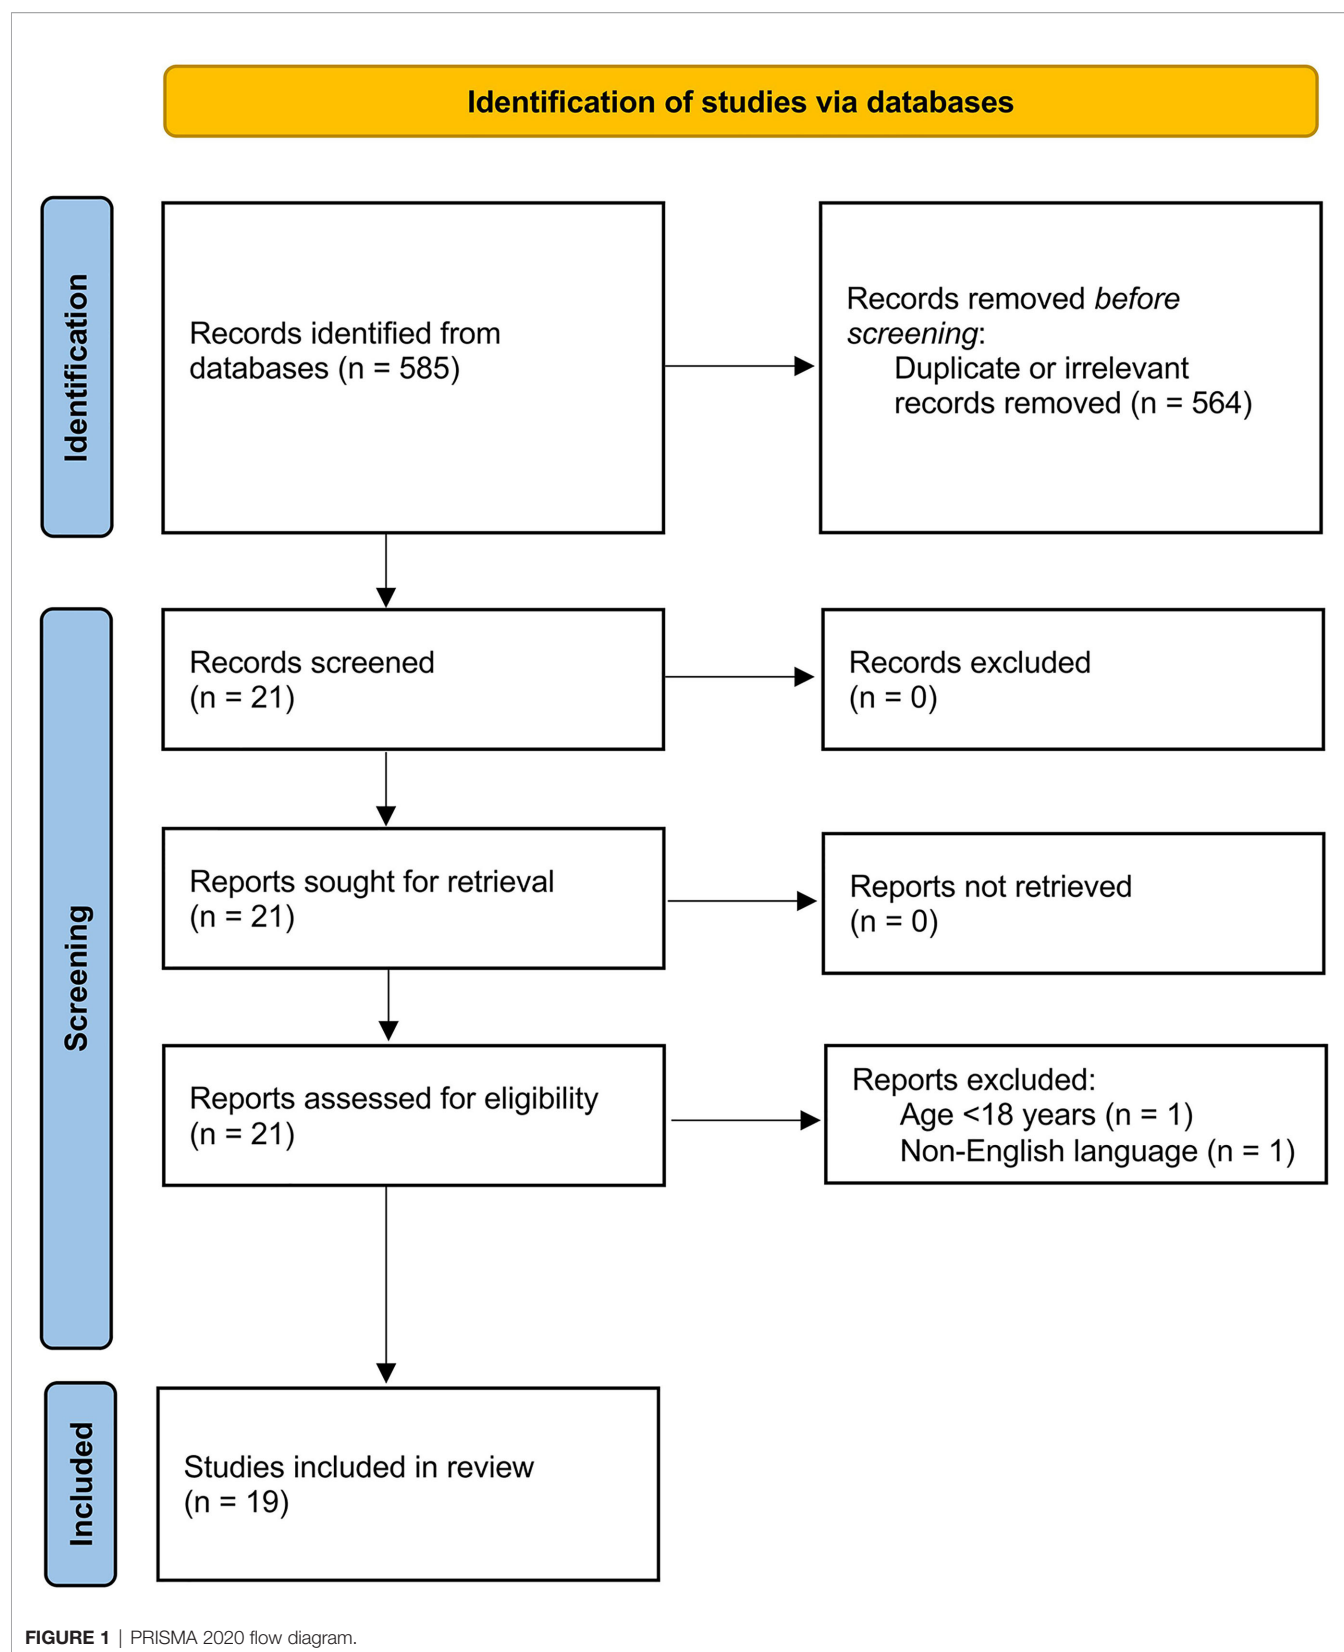 Identification of studies via databases
Identification
Records identified from
databases (n = 585)
Records removed before
screening:
Duplicate or irrelevant
records removed (n = 564)
Screening
Records screened
(n = 21)
Records excluded
(n = 0)
Reports sought for retrieval
(n = 21)
Reports not retrieved
(n = 0)
Reports assessed for eligibility
(n = 21)
Reports excluded:
Age <18 years (n = 1)
Non-English language (n = 1)
Included
Studies included in review
(n = 19)
FIGURE 1 | PRISMA 2020 flow diagram.